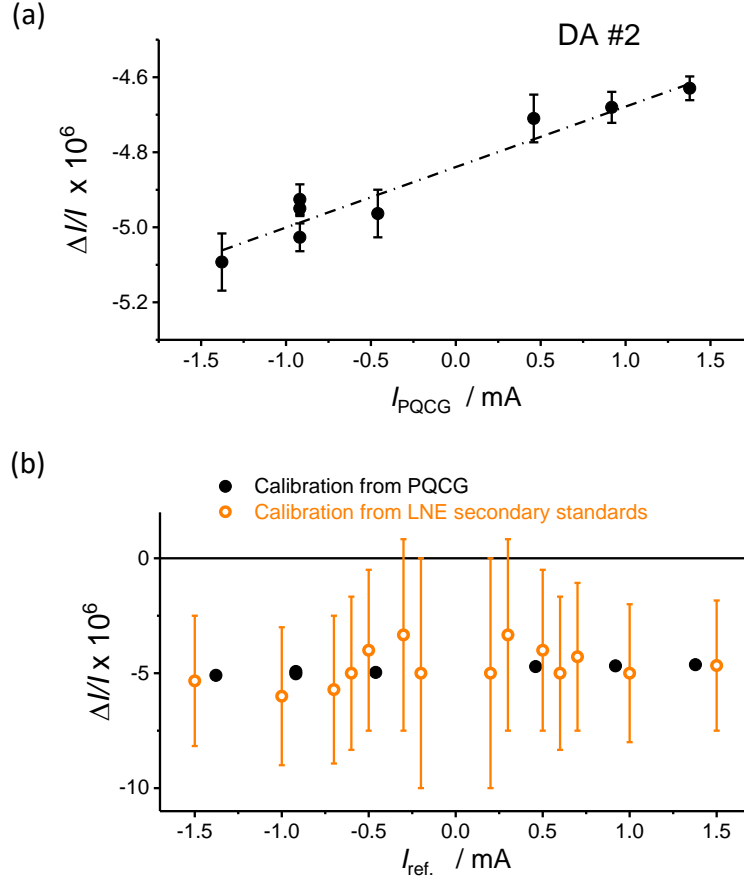 (a)
DA #2
-4.6
-4.8
-5.0
-5.2
ΔI/I x 10⁶
-1.5 -1.0 -0.5 0.0 0.5 1.0 1.5
I_PQCG / mA
(b)
Calibration from PQCG
Calibration from LNE secondary standards
0
-5
-10
ΔI/I x 10⁶
-1.5 -1.0 -0.5 0.0 0.5 1.0 1.5
I_ref. / mA